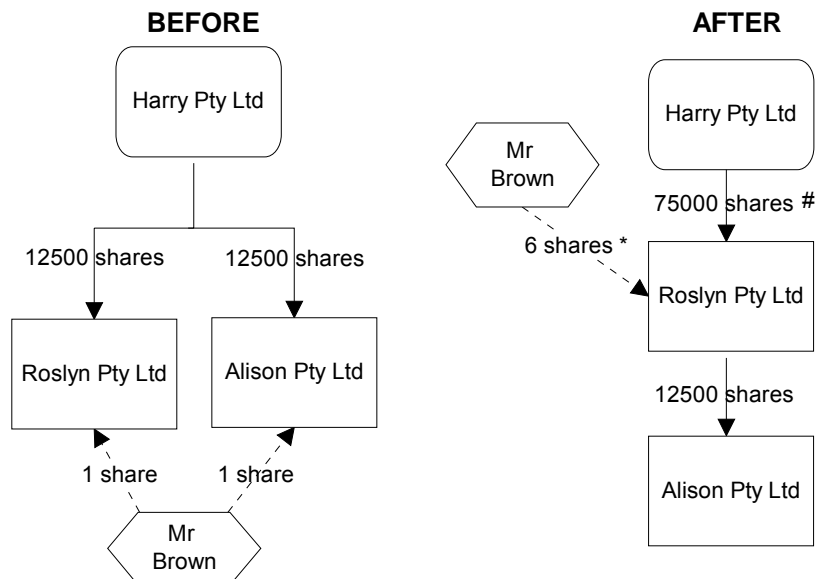 BEFORE
Harry Pty Ltd
12500 shares
12500 shares
Roslyn Pty Ltd
Alison Pty Ltd
1 share
1 share
Mr
Brown
AFTER
Harry Pty Ltd
Mr
Brown
75000 shares #
6 shares *
Roslyn Pty Ltd
12500 shares
Alison Pty Ltd